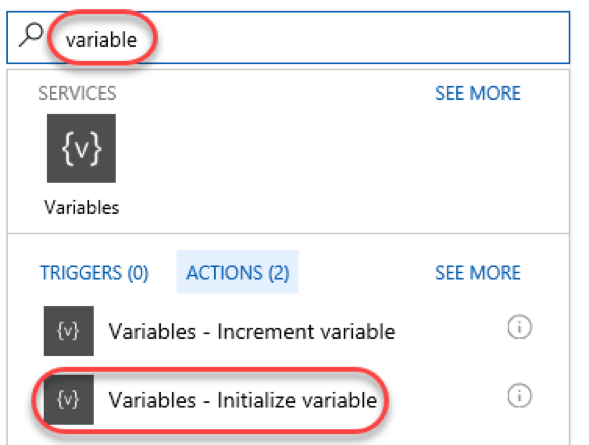 variable
SERVICES SEE MORE
{v}
Variables
TRIGGERS (0) ACTIONS (2) SEE MORE
{v} Variables - Increment variable
{v} Variables - Initialize variable